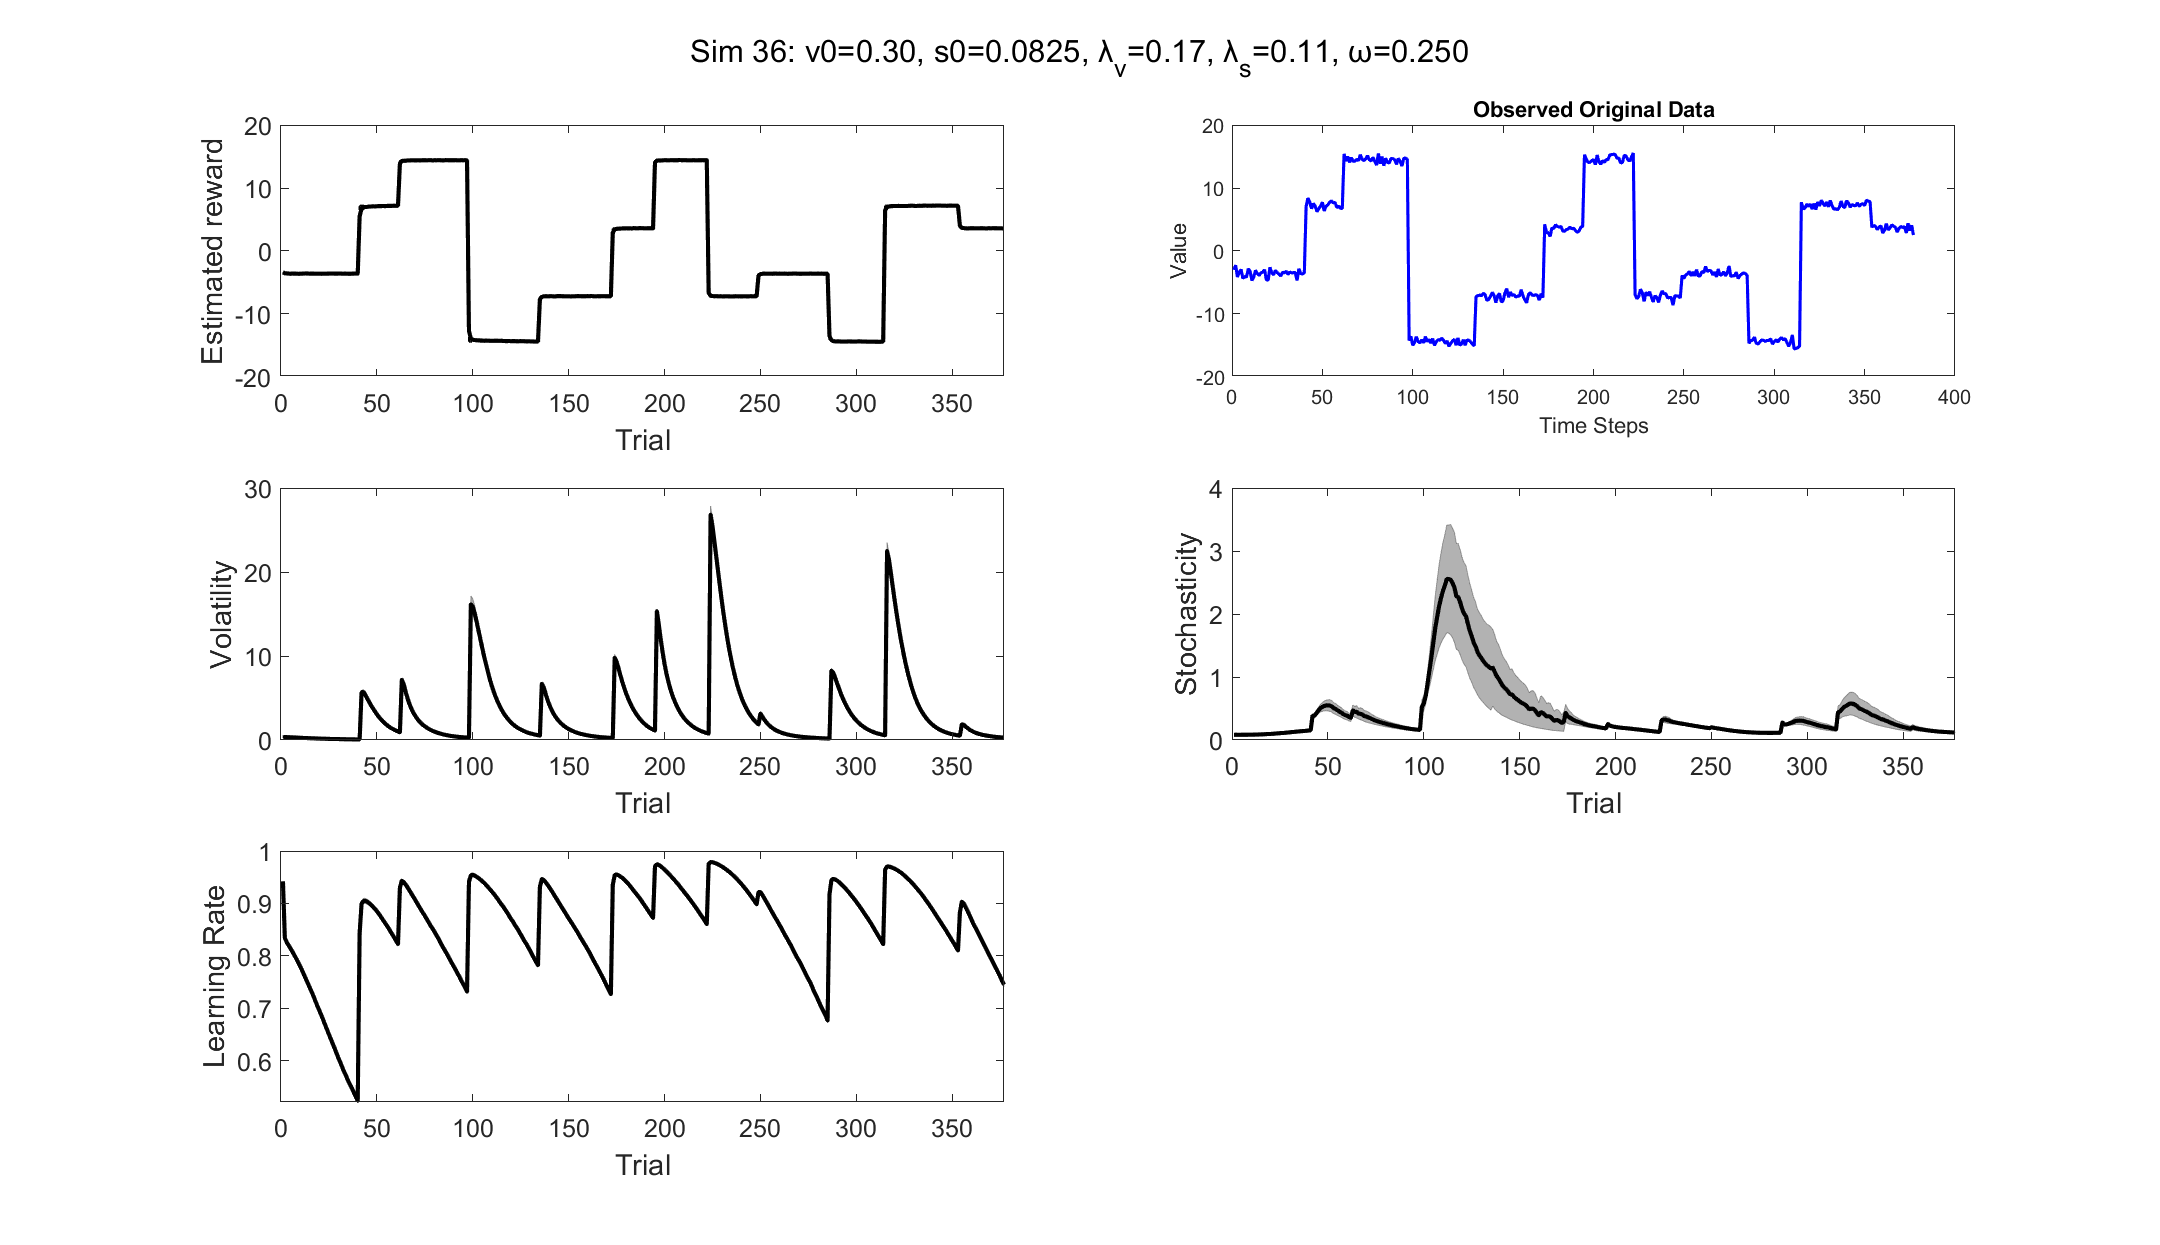 Sim 36: v0=0.30, s0=0.0825, λv=0.17, λs=0.11, ω=0.250
20
10
0
-10
-20
Estimated reward
0 50 100 150 200 250 300 350
Trial
Observed Original Data
20
10
0
-10
-20
Value
0 50 100 150 200 250 300 350 400
Time Steps
30
20
10
0
Volatility
0 50 100 150 200 250 300 350
Trial
4
3
2
1
0
Stochasticity
0 50 100 150 200 250 300 350
Trial
1
0.9
0.8
0.7
0.6
Learning Rate
0 50 100 150 200 250 300 350
Trial